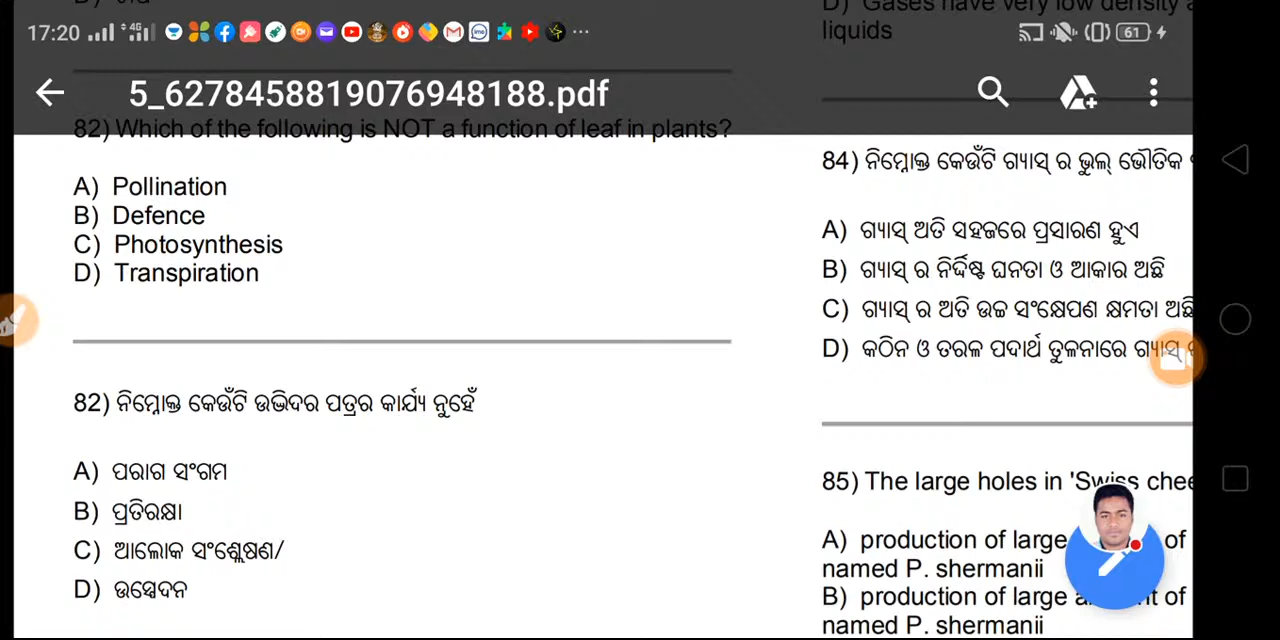 17:20
4G
61
5_6278458819076948188.pdf
liquids
82) Which of the following is NOT a function of leaf in plants?
A) Pollination
B) Defence
C) Photosynthesis
D) Transpiration
82) ନିମ୍ନୋକ୍ତ କେଉଁଟି ଉଦ୍ଭିଦର ପତ୍ରର କାର୍ଯ୍ୟ ନୁହେଁ
A) ପରାଗ ସଂଗମ
B) ପ୍ରତିରକ୍ଷା
C) ଆଲୋକ ସଂଶ୍ଳେଷଣ/
D) ଉସ୍ବେଦନ
D) Gases have very low density
84) ନିମ୍ନୋକ୍ତ କେଉଁଟି ଗ୍ୟାସ୍ ର ଭୁଲ୍ ଭୌତିକ
A) ଗ୍ୟାସ୍ ଅତି ସହଜରେ ପ୍ରସାରଣ ହୁଏ
B) ଗ୍ୟାସ୍ ର ନିର୍ଦ୍ଦିଷ୍ଟ ଘନତା ଓ ଆକାର ଅଛି
C) ଗ୍ୟାସ୍ ର ଅତି ଉଚ୍ଚ ସଂକ୍ଷେପଣ କ୍ଷମତା ଅଛି
D) କଠିନ ଓ ତରଳ ପଦାର୍ଥ ତୁଳନାରେ ଗ୍ୟାସ୍
85) The large holes in 'Swiss
A) production of large of
named P. shermanii
B) production of large of
named P. shermanii